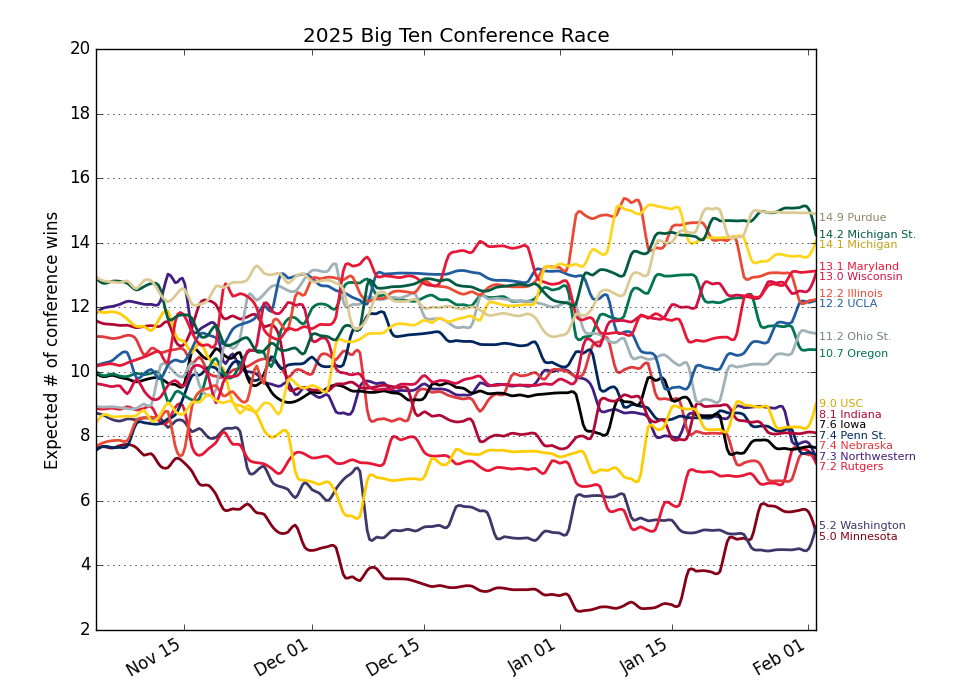 2025 Big Ten Conference Race
Expected # of conference wins
20
18
16
14
12
10
8
6
4
2
Nov 15
Dec 01
Dec 15
Jan 01
Jan 15
Feb 01
14.9 Purdue
14.2 Michigan St.
14.1 Michigan
13.1 Maryland
13.0 Wisconsin
12.2 Illinois
12.2 UCLA
11.2 Ohio St.
10.7 Oregon
9.0 USC
8.1 Indiana
7.6 Iowa
7.4 Penn St.
7.4 Nebraska
7.3 Northwestern
7.2 Rutgers
5.2 Washington
5.0 Minnesota